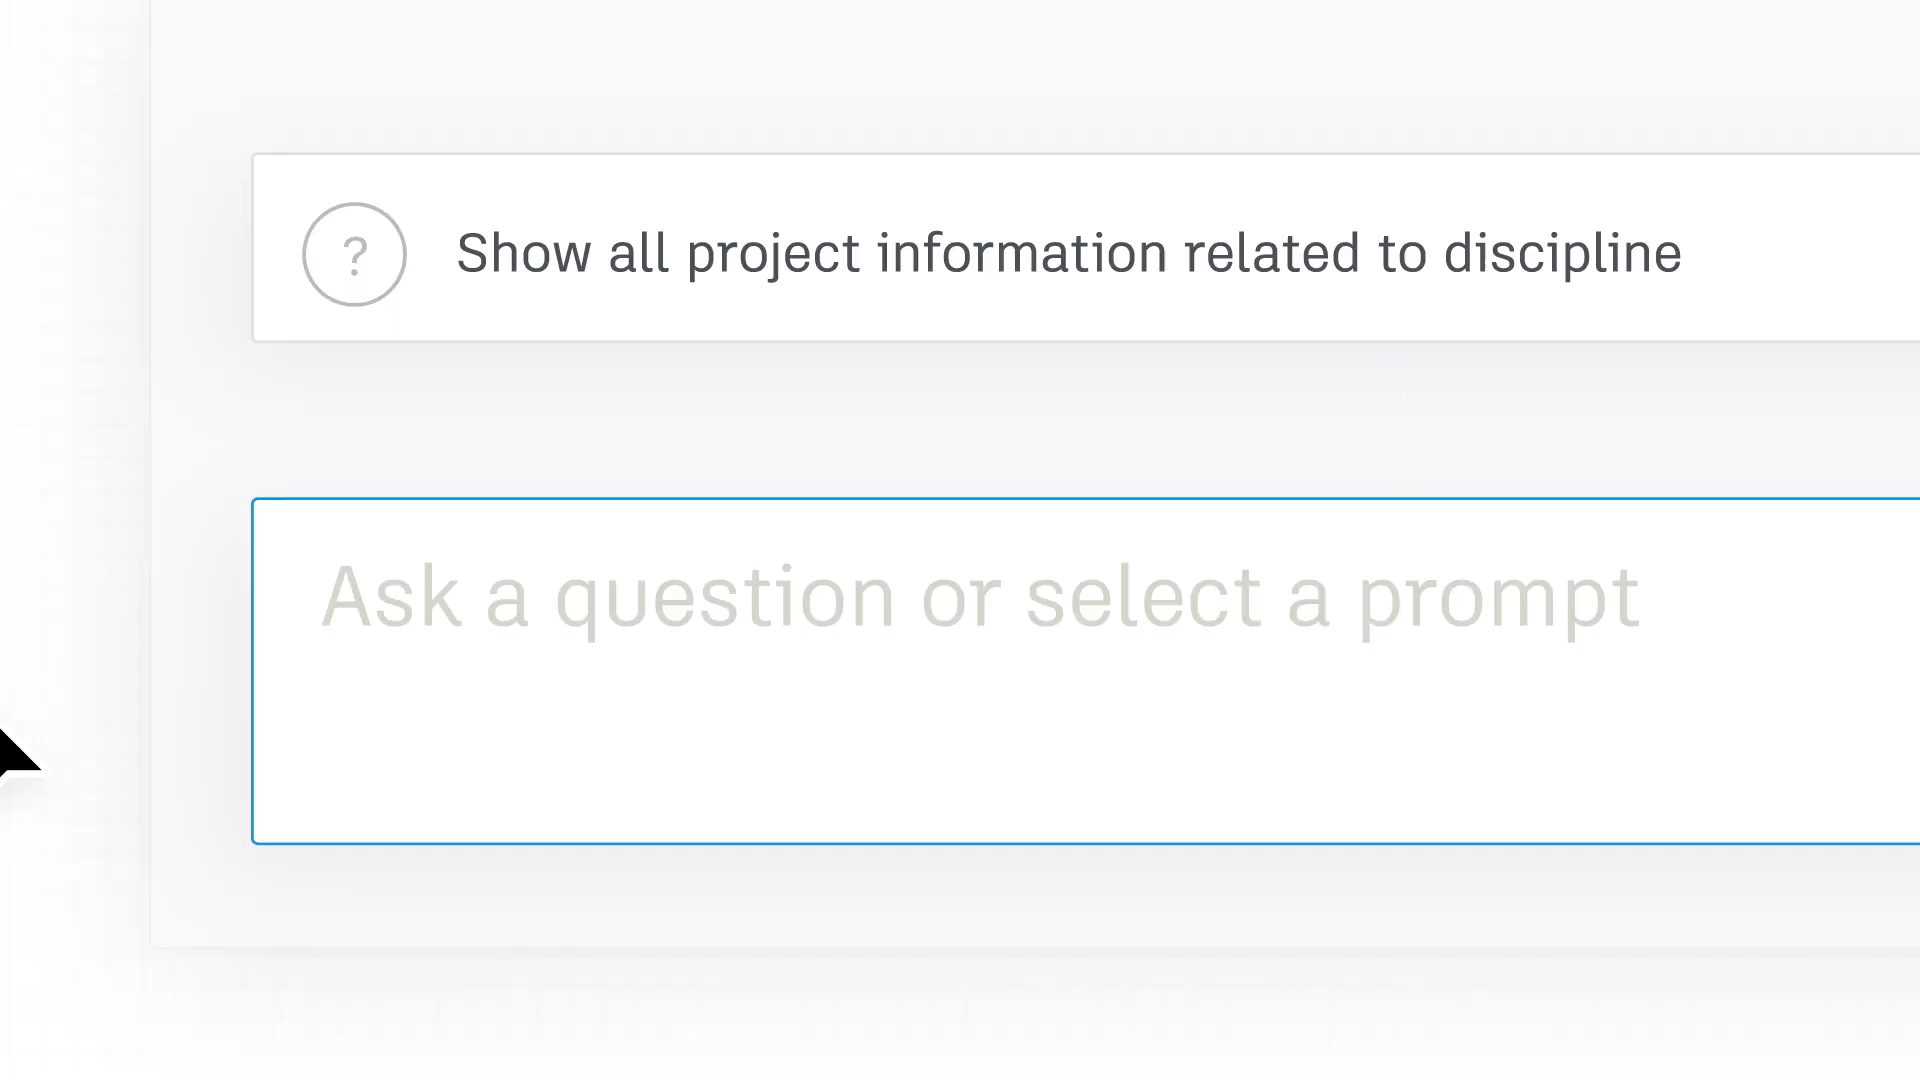 ? Show all project information related to discipline
Ask a question or select a prompt